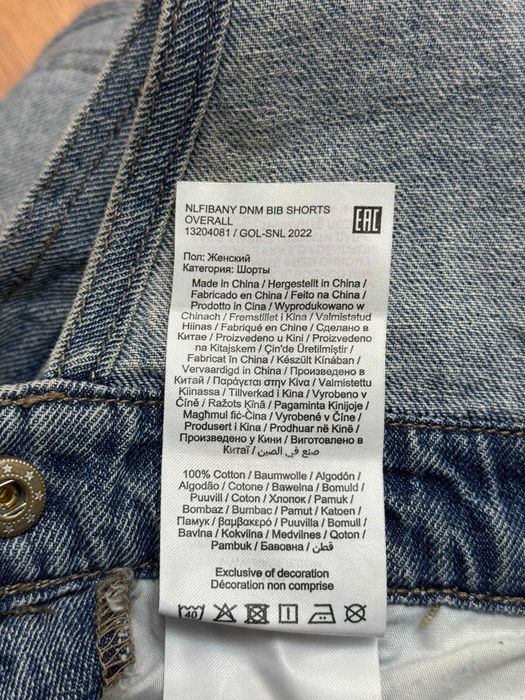 NLFIBANY DNM BIB SHORTS
OVERALL
13204081 / GOL-SNL 2022
EAC
Пол: Женский
Категория: Шорты
Made in China / Hergestellt in China /
Fabricado en China / Feito na China /
Prodotto in Cina / Wyprodukowano w
Chinach / Fremstillet i Kina / Valmistatud
Hiinas / Fabriqué en Chine / Сделано в
Китае / Proizvedeno u Kini / Proizvedeno
na Kitajskem / Çin'de Üretilmiştir /
Fabricat în China / Készült Kínában /
Vervaardigd in China / Произведено в
Китай / Παράγεται στην Κίνα / Valmistettu
Kiinassa / Tillverkad i Kina / Vyrobeno v
Číně / Ražots Ķīnā / Pagaminta Kinijoje /
Magħmul fiċ-Ċina / Vyrobené v Číne /
Produsert i Kina / Prodhuar në Kinë /
Произведено у Кини / Виготовлено в
Китаї / صنع في الصين
100% Cotton / Baumwolle / Algodón /
Algodão / Cotone / Bawełna / Bomuld /
Puuvill / Coton / Хлопок / Pamuk /
Bombaz / Bumbac / Pamut / Katoen /
Памук / βαμβακερό / Puuvilla / Bomull /
Bavlna / Kokvilna / Medvilnės / Qoton /
Pambuk / Бавовна / قطن
Exclusive of decoration
Décoration non comprise
40